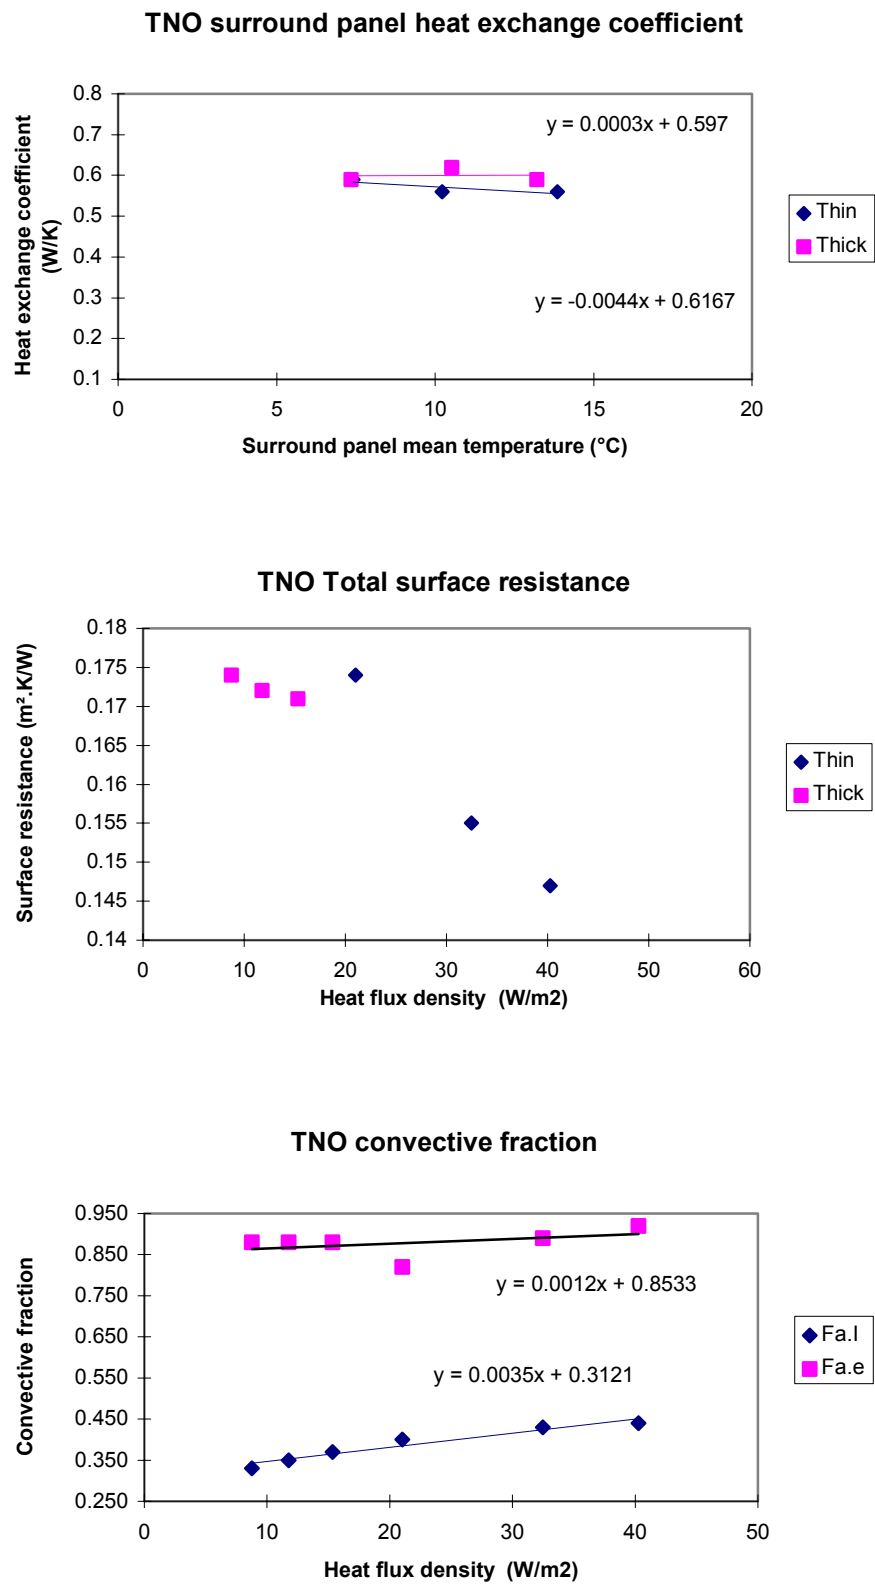 TNO surround panel heat exchange coefficient
Heat exchange coefficient
(W/K)
0.8
0.7
0.6
0.5
0.4
0.3
0.2
0.1
y = 0.0003x + 0.597
y = -0.0044x + 0.6167
0 5 10 15 20
Surround panel mean temperature (°C)
Thin
Thick
TNO Total surface resistance
Surface resistance (m².K/W)
0.18
0.175
0.17
0.165
0.16
0.155
0.15
0.145
0.14
0 10 20 30 40 50 60
Heat flux density (W/m2)
Thin
Thick
TNO convective fraction
Convective fraction
0.950
0.850
0.750
0.650
0.550
0.450
0.350
0.250
y = 0.0012x + 0.8533
y = 0.0035x + 0.3121
0 10 20 30 40 50
Heat flux density (W/m2)
Fa.I
Fa.e